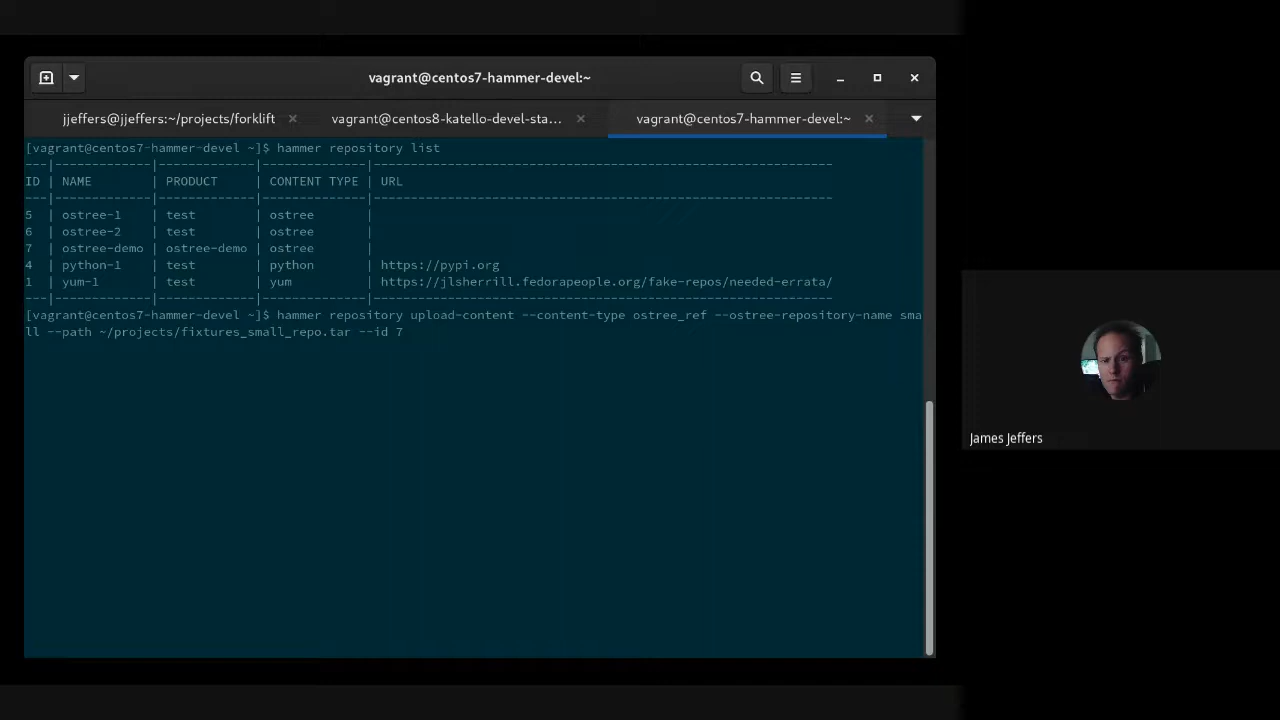 vagrant@centos7-hammer-devel:~
jjeffers@jjeffers:~/projects/forklift
vagrant@centos8-katello-devel-sta...
vagrant@centos7-hammer-devel:~
[vagrant@centos7-hammer-devel ~]$ hammer repository list
---|-------------|-------------|--------------|--------------------------------------------------------------
ID | NAME        | PRODUCT     | CONTENT TYPE | URL
---|-------------|-------------|--------------|--------------------------------------------------------------
5  | ostree-1    | test        | ostree       |
6  | ostree-2    | test        | ostree       |
7  | ostree-demo | ostree-demo | ostree       |
4  | python-1    | test        | python       | https://pypi.org
1  | yum-1       | test        | yum          | https://jlsherrill.fedorapeople.org/fake-repos/needed-errata/
---|-------------|-------------|--------------|--------------------------------------------------------------
[vagrant@centos7-hammer-devel ~]$ hammer repository upload-content --content-type ostree_ref --ostree-repository-name sma
ll --path ~/projects/fixtures_small_repo.tar --id 7
James Jeffers